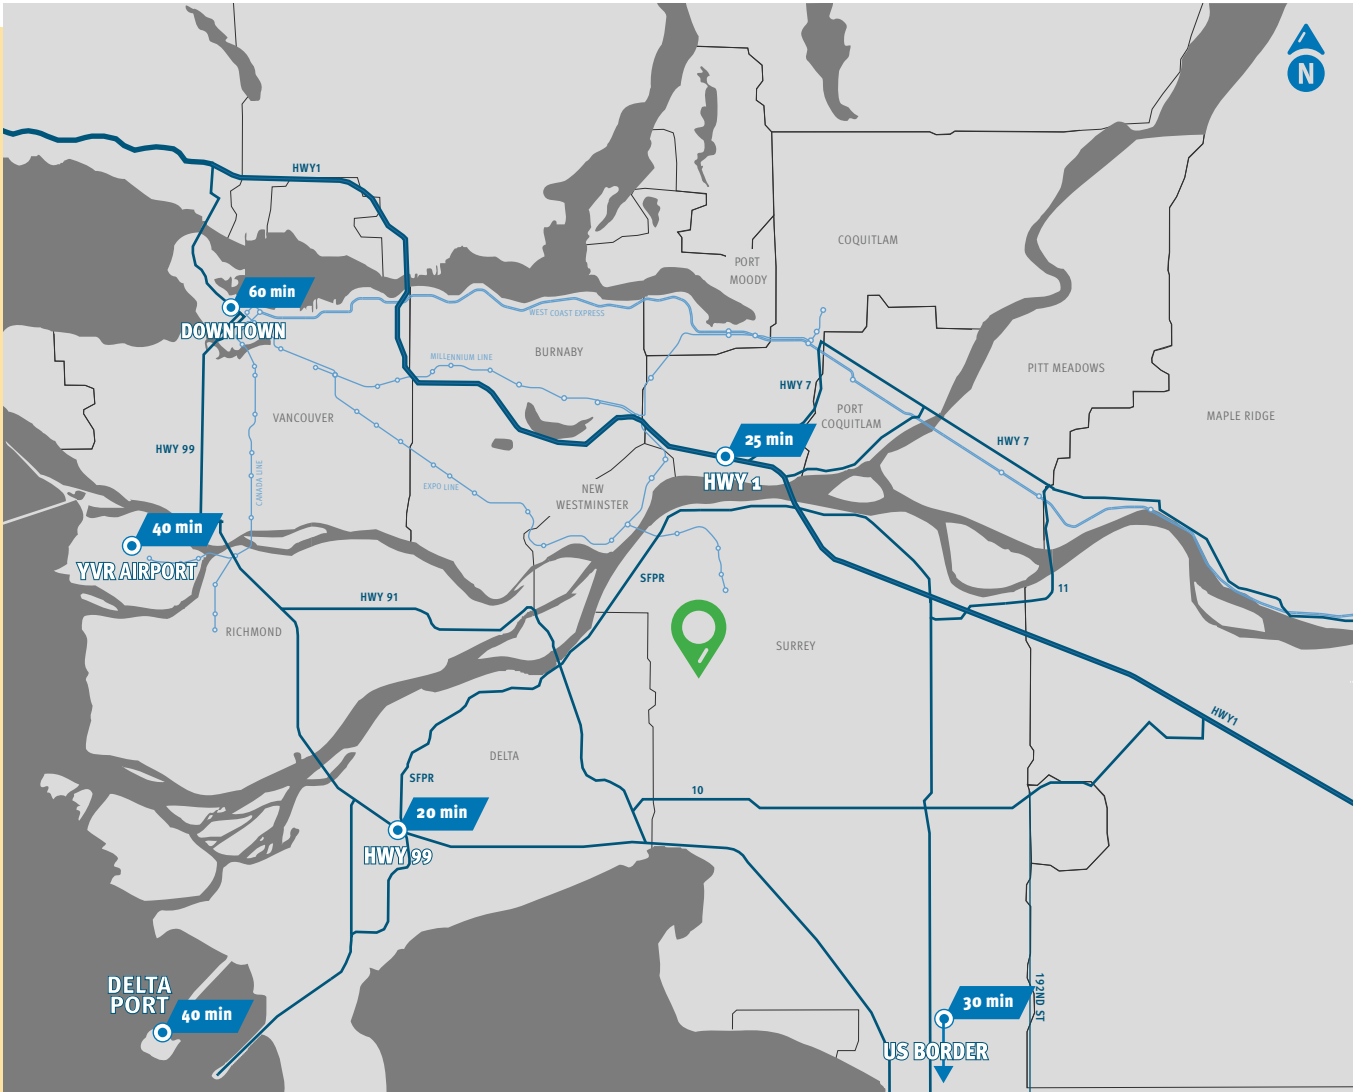 N
HWY1
COQUITLAM
PORT
MOODY
60 min
DOWNTOWN
WEST COAST EXPRESS
BURNABY
MILLENNIUM LINE
PITT MEADOWS
HWY 7
VANCOUVER
PORT
COQUITLAM
MAPLE RIDGE
HWY 99
25 min
HWY 7
HWY 1
CANADA LINE
EXPO LINE
NEW
WESTMINSTER
40 min
YVR AIRPORT
SFPR
11
HWY 91
RICHMOND
SURREY
HWY1
DELTA
SFPR
10
20 min
HWY 99
DELTA
PORT
40 min
30 min
192ND ST
US BORDER